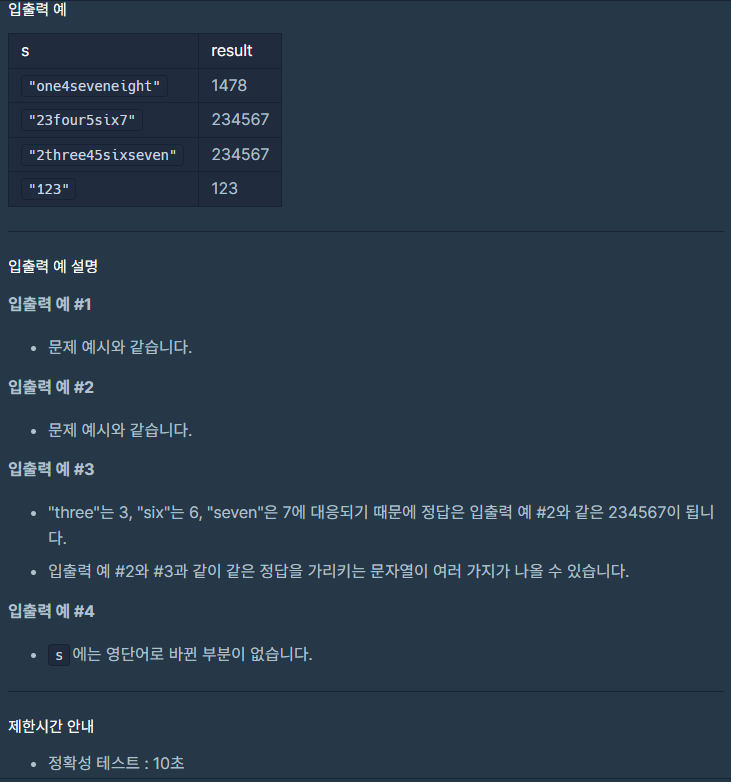 입출력 예
s result
"one4seveneight" 1478
"23four5six7" 234567
"2three45sixseven" 234567
"123" 123
입출력 예 설명
입출력 예 #1
• 문제 예시와 같습니다.
입출력 예 #2
• 문제 예시와 같습니다.
입출력 예 #3
• "three"는 3, "six"는 6, "seven"은 7에 대응되기 때문에 정답은 입출력 예 #2와 같은 234567이 됩니
다.
• 입출력 예 #2와 #3과 같이 같은 정답을 가리키는 문자열이 여러 가지가 나올 수 있습니다.
입출력 예 #4
• s 에는 영단어로 바뀐 부분이 없습니다.
제한시간 안내
• 정확성 테스트 : 10초